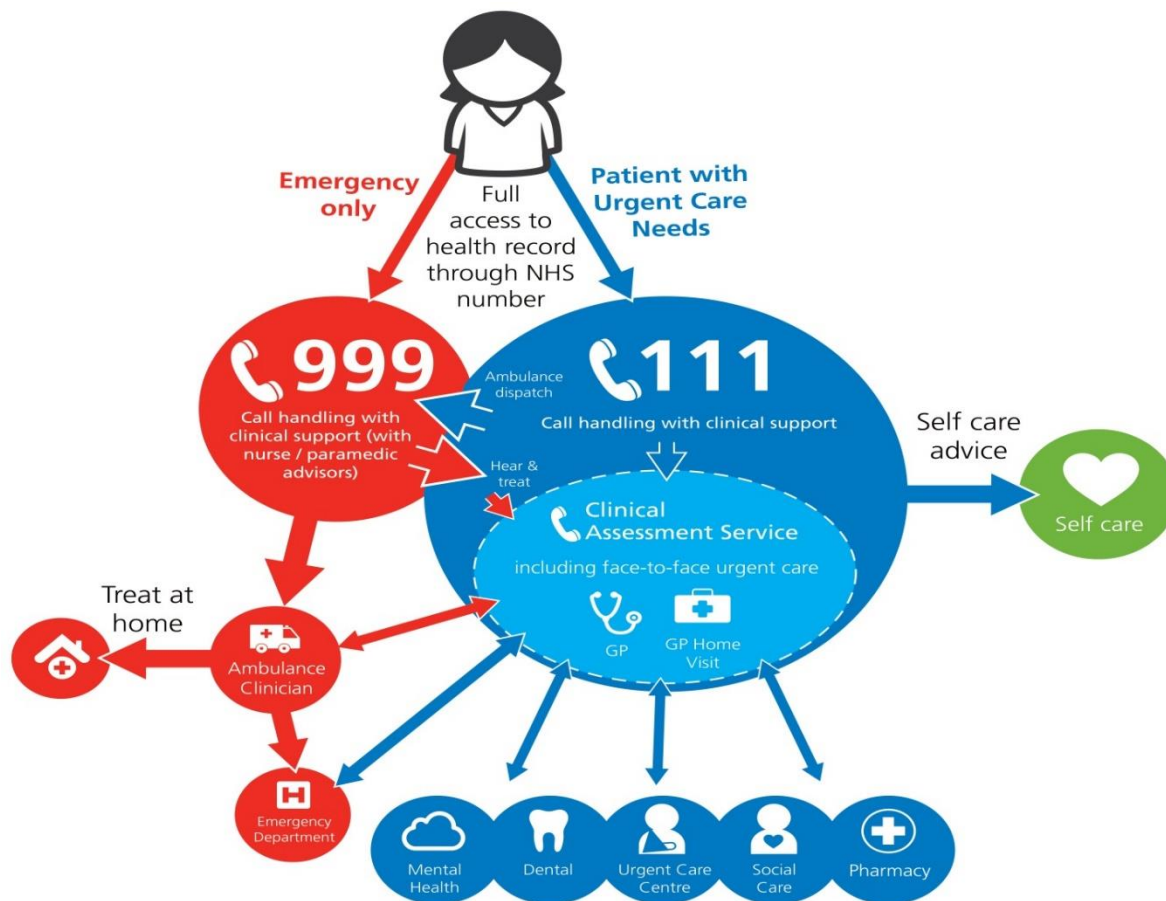 Emergency
only
Full
access to
health record
through NHS
number
Patient with
Urgent Care
Needs
999
Call handling with
clinical support (with
nurse / paramedic
advisors)
Ambulance
dispatch
Hear &
treat
111
Call handling with clinical support
Clinical
Assessment Service
including face-to-face urgent care
GP
GP Home
Visit
Self care
advice
Self care
Treat at
home
Ambulance
Clinician
H
Emergency
Department
Mental
Health
Dental
Urgent Care
Centre
Social
Care
Pharmacy